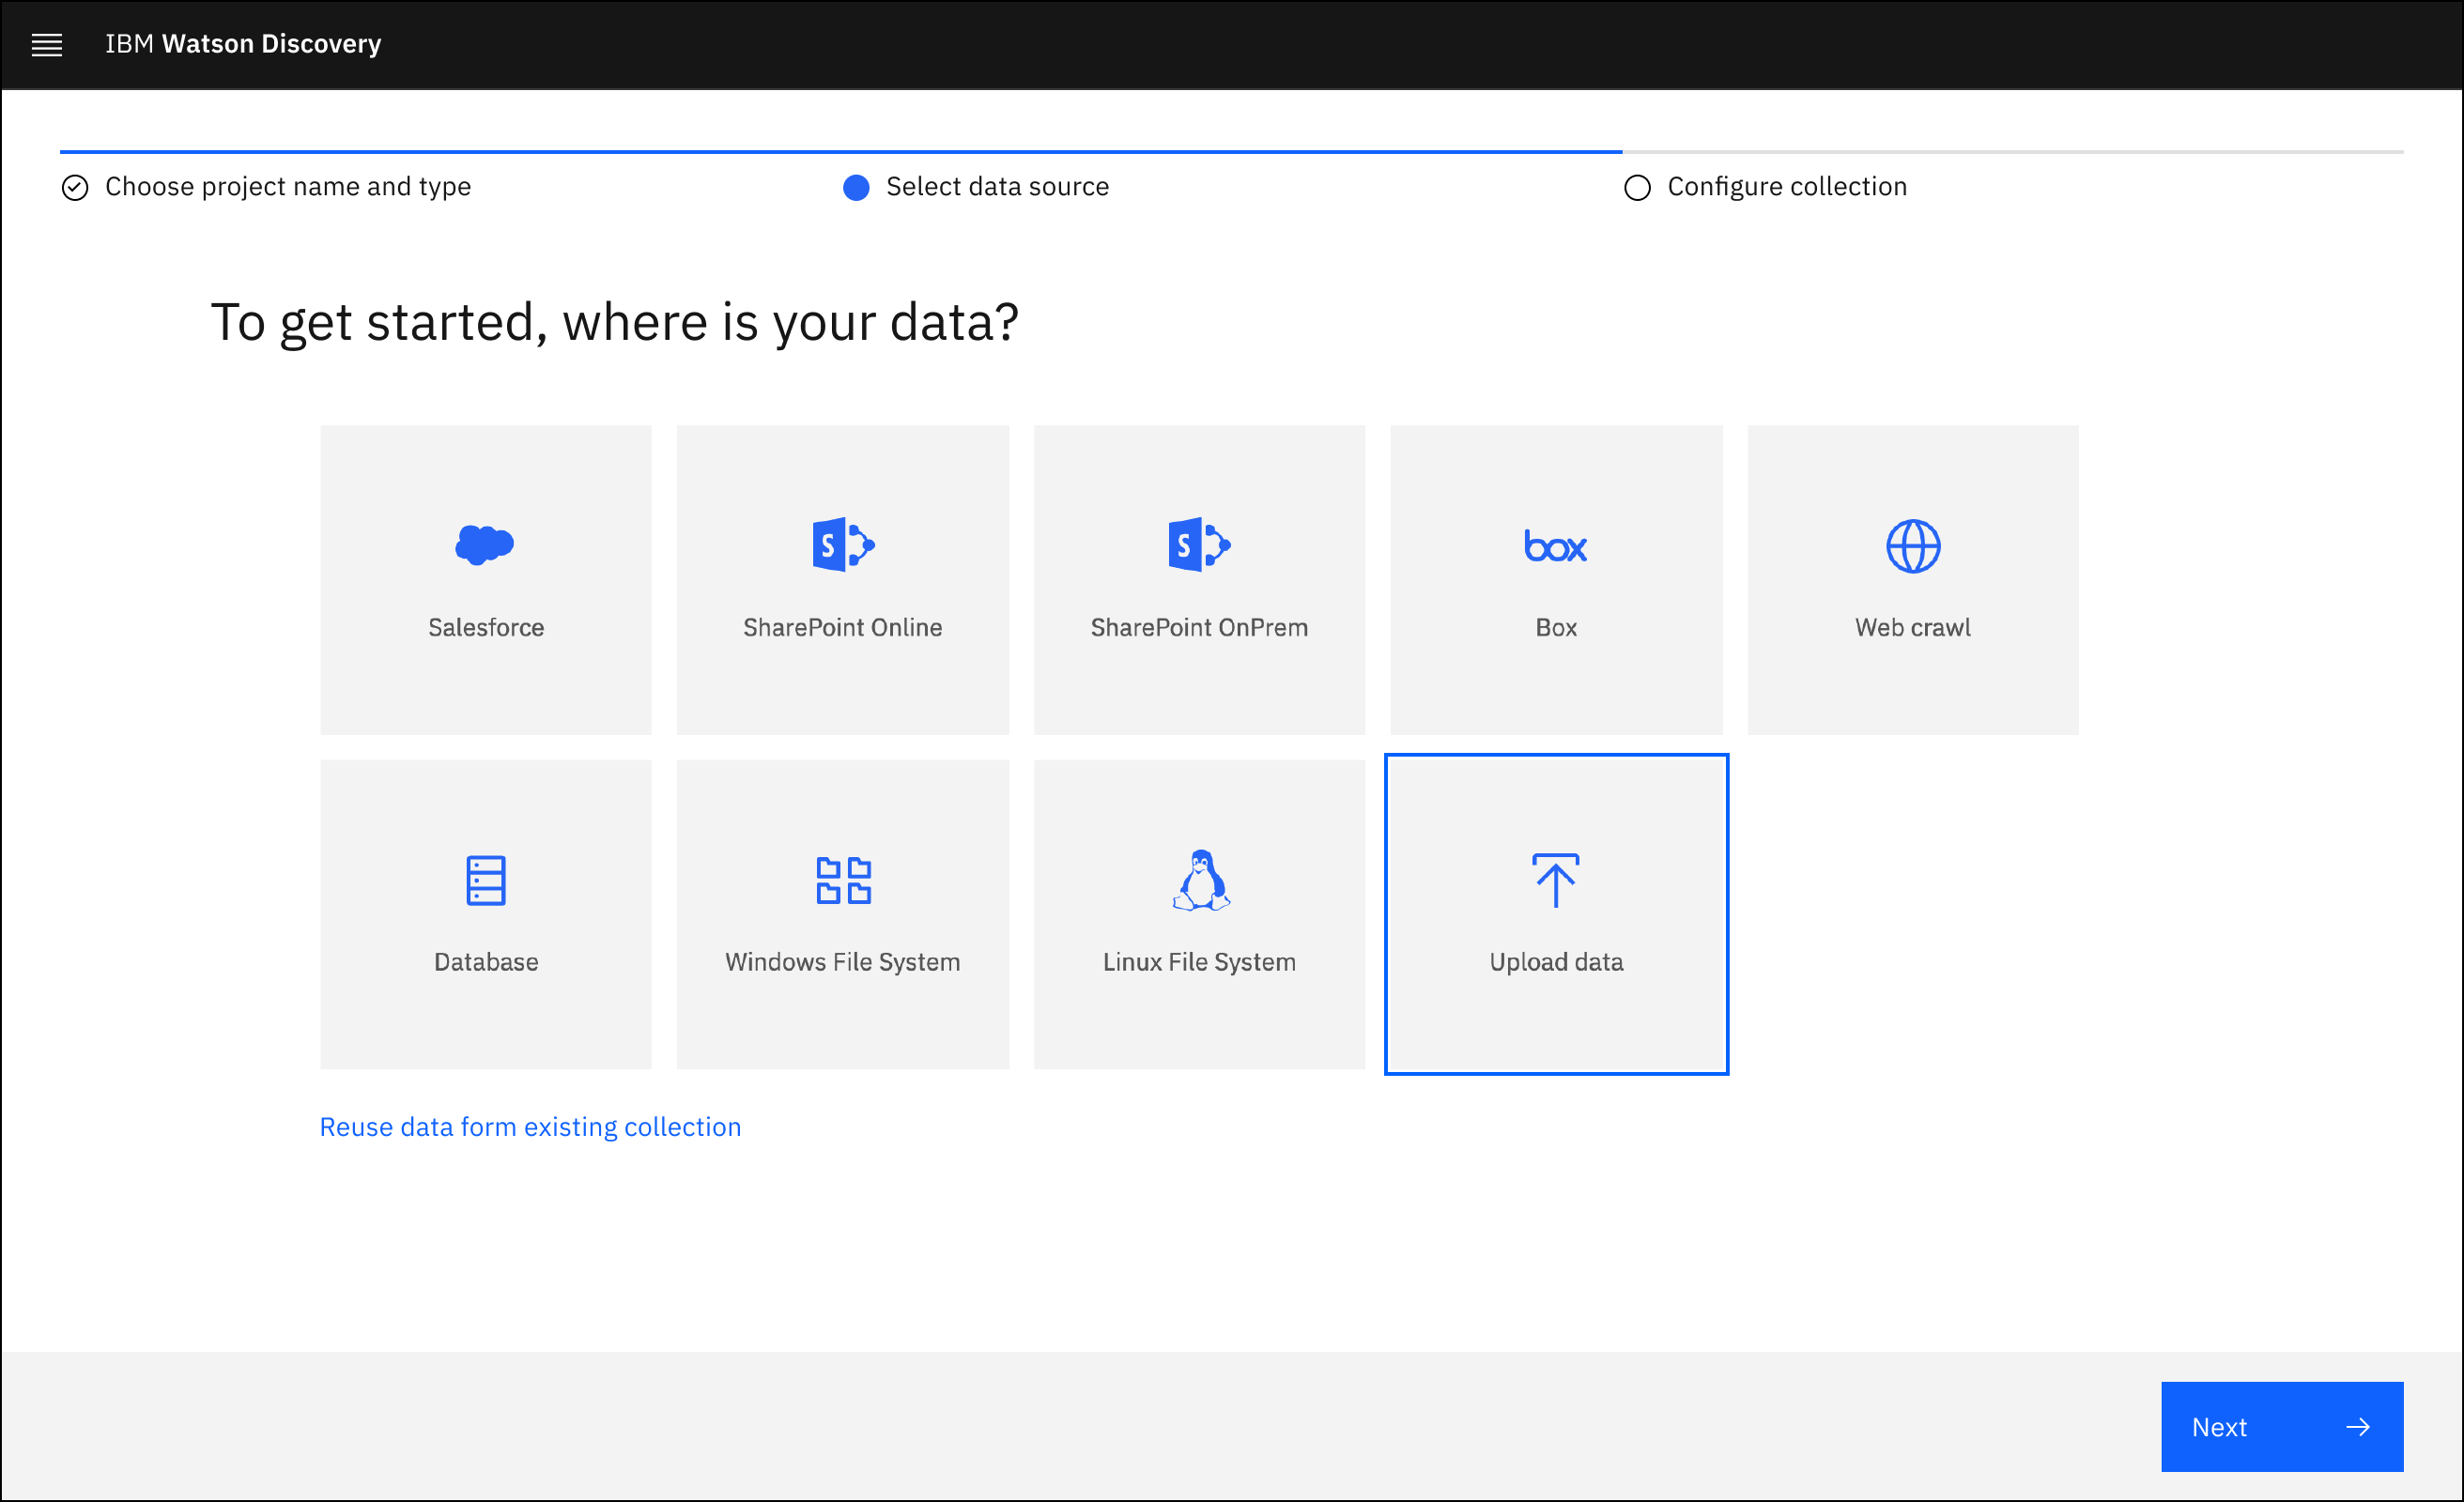 IBM Watson Discovery
Choose project name and type
Select data source
Configure collection
To get started, where is your data?
box
Salesforce
SharePoint Online
SharePoint OnPrem
Box
Web crawl
Database
Windows File System
Linux File System
Upload data
Reuse data form existing collection
Next